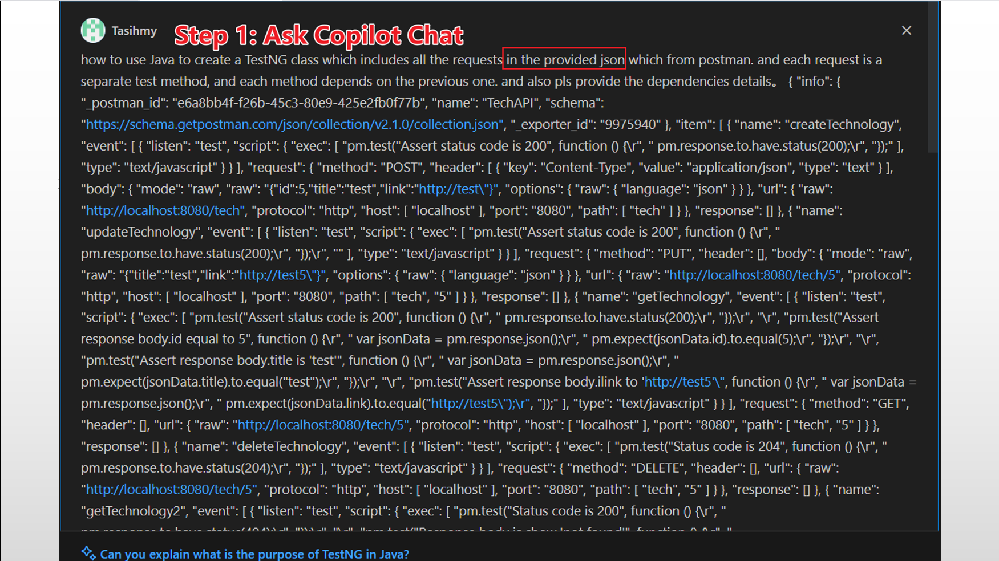 Tasihmy
Step 1: Ask Copilot Chat
how to use Java to create a TestNG class which includes all the requests in the provided json which from postman. and each request is a
separate test method, and each method depends on the previous one. and also pls provide the dependencies details。 { "info": {
"_postman_id": "e6a8bb4f-f26b-45c3-80e9-425e2fb0f77b", "name": "TechAPI", "schema":
"https://schema.getpostman.com/json/collection/v2.1.0/collection.json", "_exporter_id": "9975940" }, "item": [ { "name": "createTechnology",
"event": [ { "listen": "test", "script": { "exec": [ "pm.test("Assert status code is 200", function () {\r", " pm.response.to.have.status(200);\r", "});" ],
"type": "text/javascript" } } ], "request": { "method": "POST", "header": [ { "key": "Content-Type", "value": "application/json", "type": "text" } ],
"body": { "mode": "raw", "raw": "{"id":5,"title":"test","link":"http://test\"}", "options": { "raw": { "language": "json" } } }, "url": { "raw":
"http://localhost:8080/tech", "protocol": "http", "host": [ "localhost" ], "port": "8080", "path": [ "tech" ] } }, "response": [] }, { "name":
"updateTechnology", "event": [ { "listen": "test", "script": { "exec": [ "pm.test("Assert status code is 200", function () {\r", "
pm.response.to.have.status(200);\r", "});\r", "" ], "type": "text/javascript" } } ], "request": { "method": "PUT", "header": [], "body": { "mode": "raw",
"raw": "{"title":"test","link":"http://test5\"}", "options": { "raw": { "language": "json" } } }, "url": { "raw": "http://localhost:8080/tech/5", "protocol":
"http", "host": [ "localhost" ], "port": "8080", "path": [ "tech", "5" ] } }, "response": [] }, { "name": "getTechnology", "event": [ { "listen": "test",
"script": { "exec": [ "pm.test("Assert status code is 200", function () {\r", " pm.response.to.have.status(200);\r", "});\r", "\r", "pm.test("Assert
response body.id equal to 5", function () {\r", " var jsonData = pm.response.json();\r", " pm.expect(jsonData.id).to.equal(5);\r", "});\r", "\r",
"pm.test("Assert response body.title is 'test'", function () {\r", " var jsonData = pm.response.json();\r", "
pm.expect(jsonData.title).to.equal("test");\r", "});\r", "\r", "pm.test("Assert response body.ilink to 'http://test5'\", function () {\r", " var jsonData =
pm.response.json();\r", " pm.expect(jsonData.link).to.equal("http://test5\");\r", "});" ], "type": "text/javascript" } } ], "request": { "method": "GET",
"header": [], "url": { "raw": "http://localhost:8080/tech/5", "protocol": "http", "host": [ "localhost" ], "port": "8080", "path": [ "tech", "5" ] } },
"response": [] }, { "name": "deleteTechnology", "event": [ { "listen": "test", "script": { "exec": [ "pm.test("Status code is 204", function () {\r", "
pm.response.to.have.status(204);\r", "});" ], "type": "text/javascript" } } ], "request": { "method": "DELETE", "header": [], "url": { "raw":
"http://localhost:8080/tech/5", "protocol": "http", "host": [ "localhost" ], "port": "8080", "path": [ "tech", "5" ] } }, "response": [] }, { "name":
"getTechnology2", "event": [ { "listen": "test", "script": { "exec": [ "pm.test("Status code is 200", function () {\r", "
pm.response.to.have.status(404);\r", "});\r", "\r", "pm.test("Response body is show 'not found'", function () {\r", "
Can you explain what is the purpose of TestNG in Java?